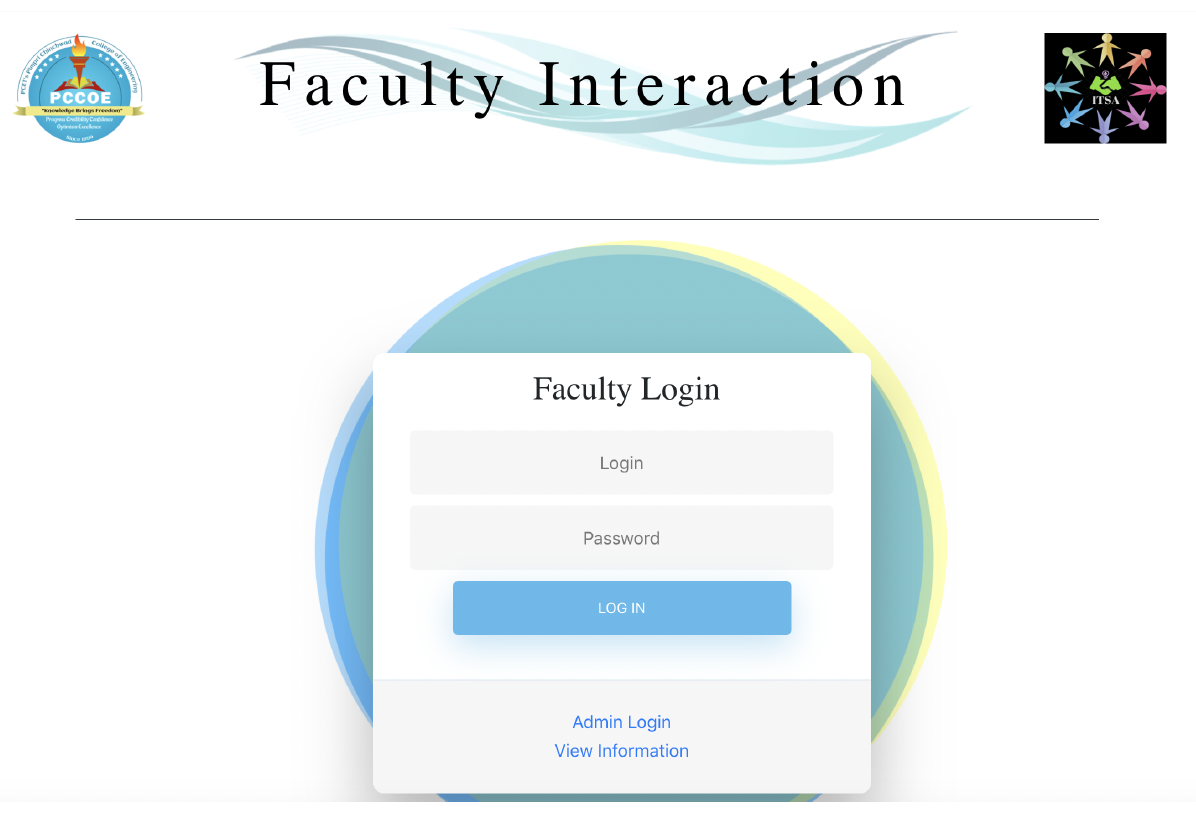 PCET's Pimpri Chinchwad College of Engineering
PCCOE
"Knowledge Brings Freedom"
Progress Credibility Confidence
Optimism Excellence
Since 1999
Faculty Interaction
ITSA
Faculty Login
Login
Password
LOG IN
Admin Login
View Information